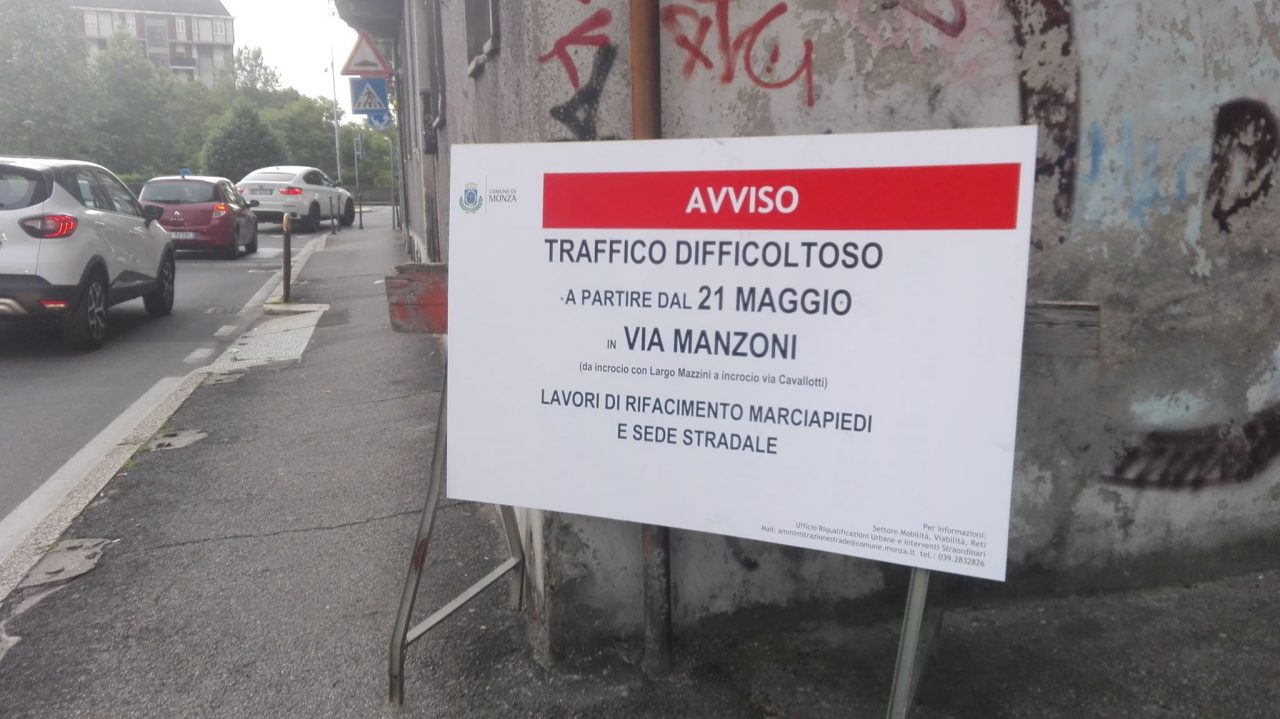 COMUNE DI
MONZA
AVVISO
TRAFFICO DIFFICOLTOSO
A PARTIRE DAL 21 MAGGIO
IN VIA MANZONI
(da incrocio con Largo Mazzini a incrocio via Cavallotti)
LAVORI DI RIFACIMENTO MARCIAPIEDI
E SEDE STRADALE
Per Informazioni:
Settore Mobilità, Viabilità, Reti
Ufficio Riqualificazioni Urbane e Interventi Straordinari
Mail: amministrazionestrade@comune.monza.it tel.: 039.2832826